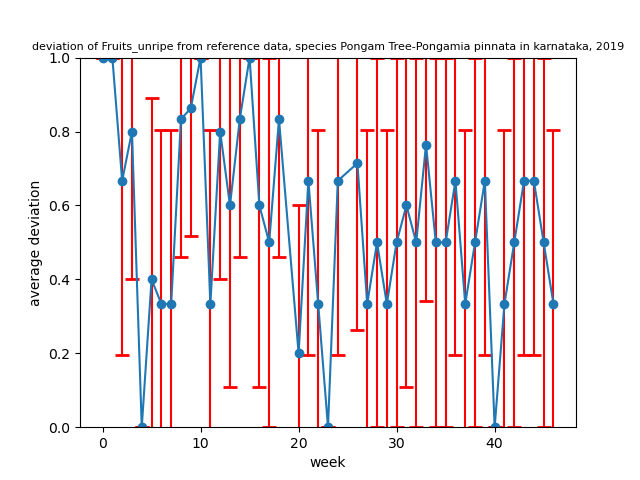 deviation of Fruits_unripe from reference data, species Pongam Tree-Pongamia pinnata in karnataka, 2019
1.0
0.8
0.6
0.4
0.2
0.0
average deviation
0 10 20 30 40
week